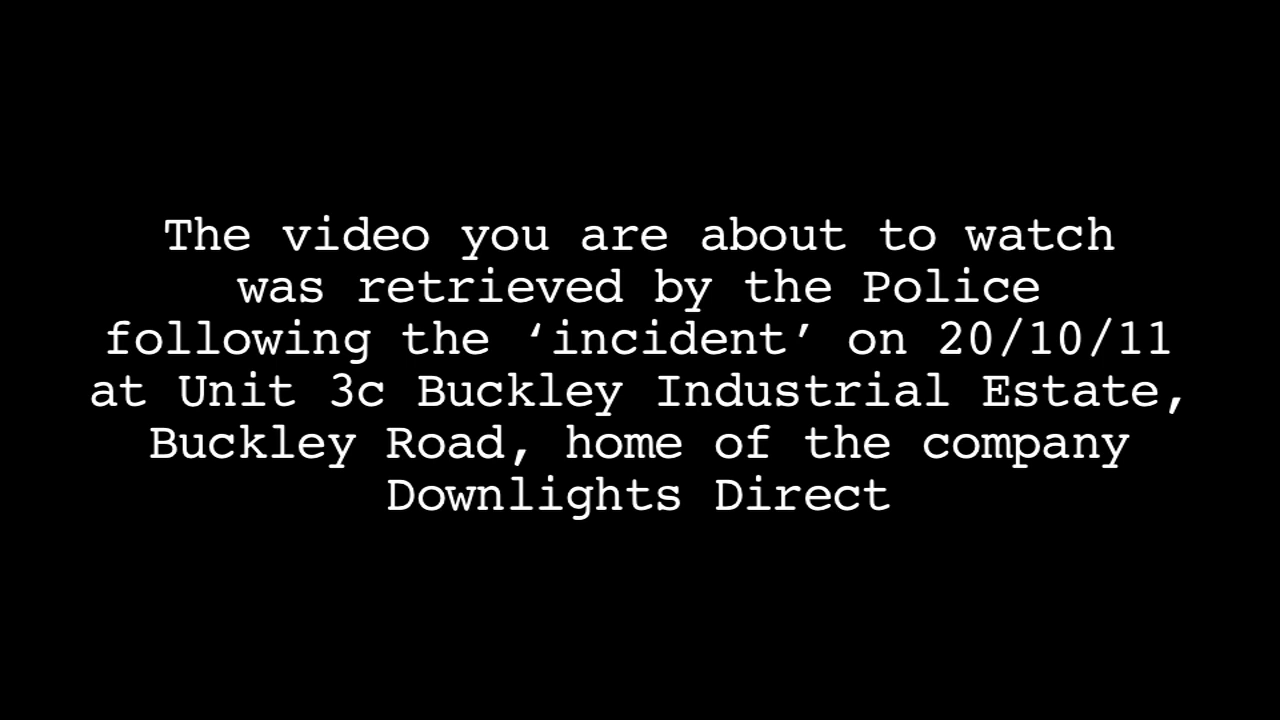 The video you are about to watch
was retrieved by the Police
following the ‘incident’ on 20/10/11
at Unit 3c Buckley Industrial Estate,
Buckley Road, home of the company
Downlights Direct